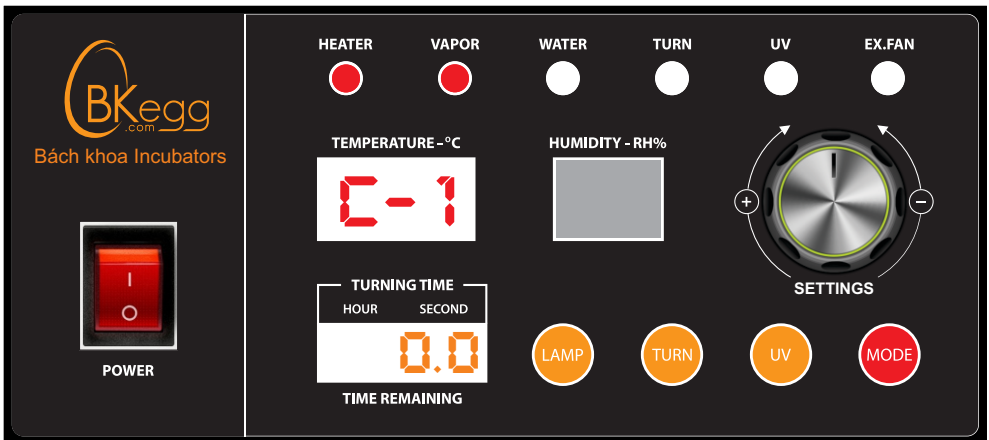 BKegg
.com
Bách khoa Incubators
I
O
POWER
HEATER VAPOR WATER TURN UV EX.FAN
TEMPERATURE-°C HUMIDITY - RH%
C-1
+ −
SETTINGS
TURNING TIME
HOUR SECOND
0.0
TIME REMAINING
LAMP TURN UV MODE